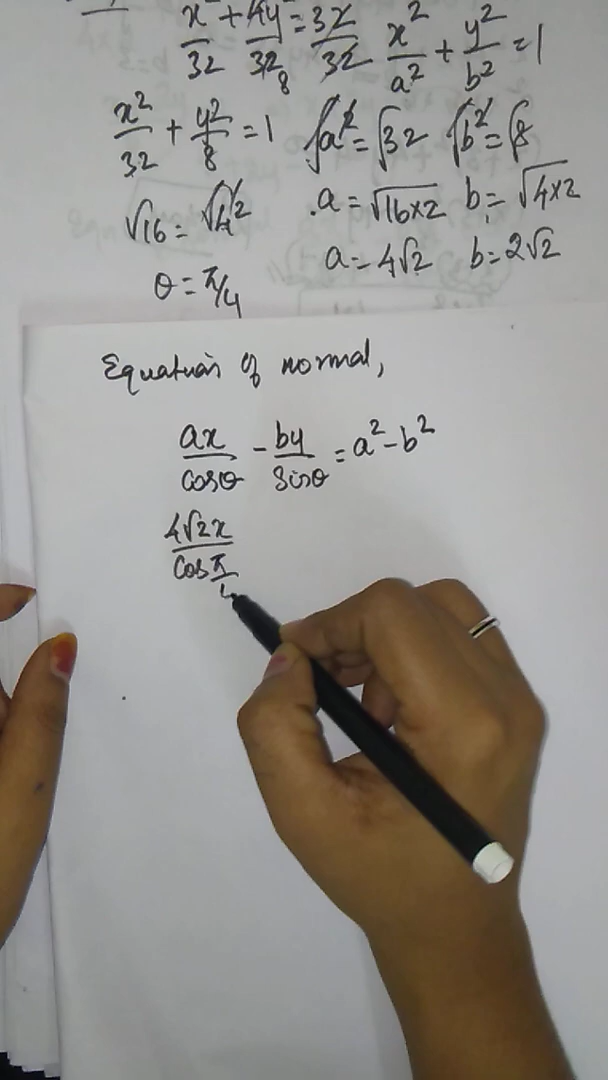 x² + 4y² = 32 x²/a² + y²/b² = 1
32 32 8 32
x²/32 + y²/8 = 1 √a² = √32 √b² = √8
√16 = √4² a = √16×2 b = √4×2
θ = π/4 a = 4√2 b = 2√2
Equation of normal,
ax/cosθ - by/sinθ = a² - b²
4√2x/cos π/4